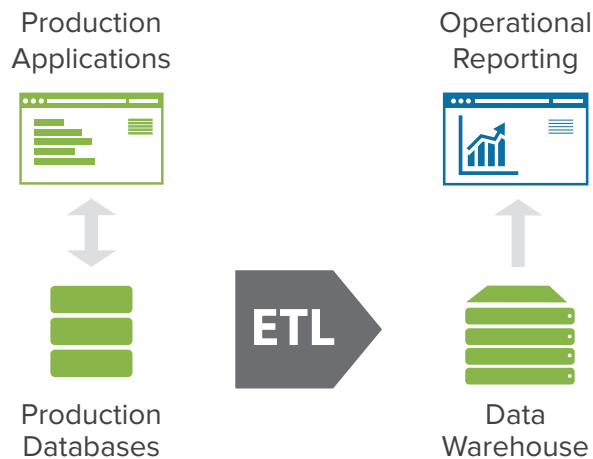 Production
Applications
Operational
Reporting
ETL
Production
Databases
Data
Warehouse